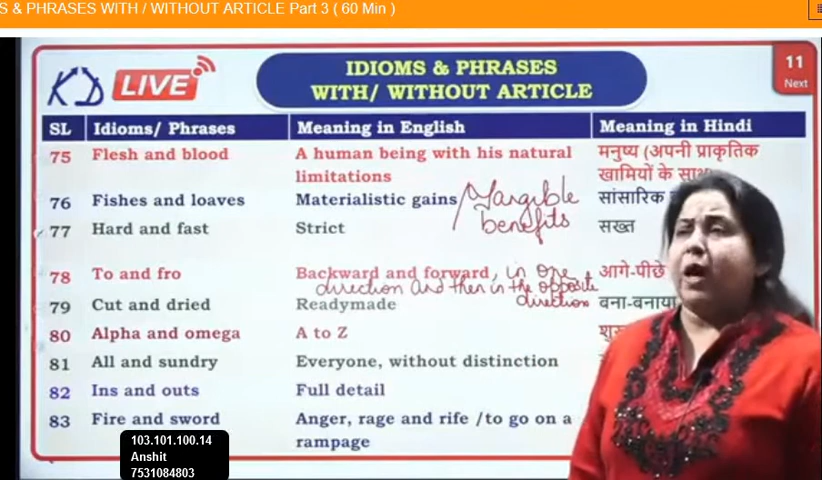 S & PHRASES WITH / WITHOUT ARTICLE Part 3 ( 60 Min )
KD LIVE
IDIOMS & PHRASES
WITH/ WITHOUT ARTICLE
11
Next
SL Idioms/ Phrases Meaning in English Meaning in Hindi
75 Flesh and blood A human being with his natural मनुष्य (अपनी प्राकृतिक
limitations खामियों के साथ
76 Fishes and loaves Materialistic gains / Tangible सांसारिक
benefits
77 Hard and fast Strict सख्त
78 To and fro Backward and forward, in one आगे-पीछे
direction and then in the opposite
direction
79 Cut and dried Readymade वना-वनाया
80 Alpha and omega A to Z
81 All and sundry Everyone, without distinction
82 Ins and outs Full detail
83 Fire and sword Anger, rage and rife /to go on a
rampage
103.101.100.14
Anshit
7531084803